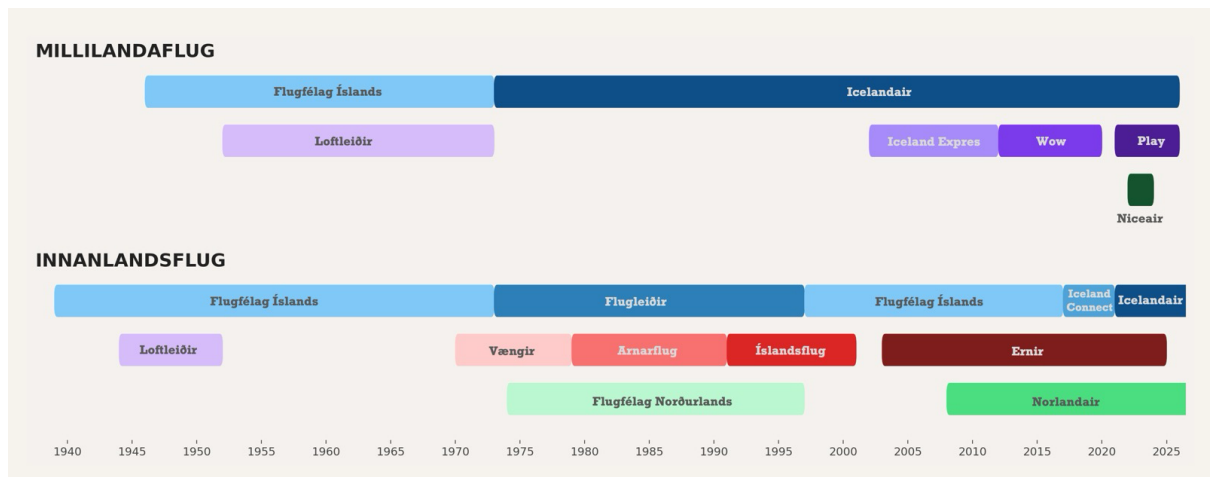 MILLILANDAFLUG
Flugfélag Íslands
Icelandair
Loftleiðir
Iceland Expres
Wow
Play
Niceair
INNANLANDSFLUG
Flugfélag Íslands
Flugleiðir
Flugfélag Íslands
Iceland
Connect
Icelandair
Loftleiðir
Vængir
Arnarflug
Íslandsflug
Ernir
Flugfélag Norðurlands
Norlandair
1940 1945 1950 1955 1960 1965 1970 1975 1980 1985 1990 1995 2000 2005 2010 2015 2020 2025